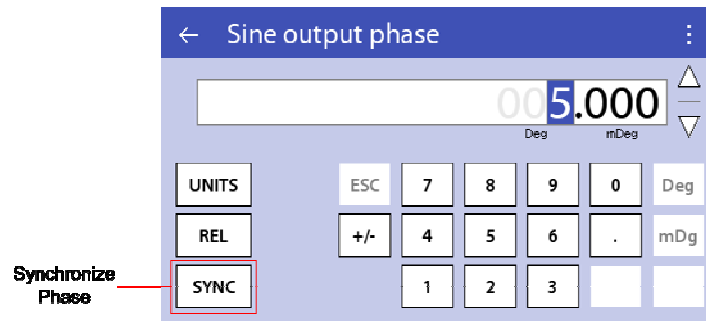 ← Sine output phase ⋮
005.000
Deg mDeg
UNITS ESC 7 8 9 0 Deg
REL +/- 4 5 6 . mDg
Synchronize
Phase
SYNC 1 2 3